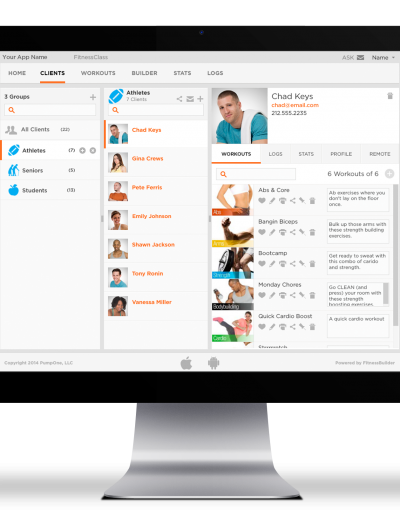 Your App Name
FitnessClass
ASK
Name
HOME
CLIENTS
WORKOUTS
BUILDER
STATS
LOGS
3 Groups
All Clients (22)
Athletes (7)
Seniors (5)
Students (13)
Athletes
7 Clients
Chad Keys
Gina Crews
Pete Ferris
Emily Johnson
Shawn Jackson
Tony Ronin
Vanessa Miller
Chad Keys
chad@email.com
212.555.2235
WORKOUTS
LOGS
STATS
PROFILE
REMOTE
6 Workouts of 6
Abs
Abs & Core
Ab exercises where you
don't lay on the floor
once.
Arms
Bangin Biceps
Bulk up those arms with
these strength building
exercises.
Bootcamp
Get ready to sweat with
this combo of carido
and strength.
Bodybuilding
Monday Chores
Go CLEAN (and
press) your room with
these strength
boosting
Cardio
Quick Cardio Boost
A quick cardio workout
Copyright 2014 PumpOne, LLC
Powered by FitnessBuilder